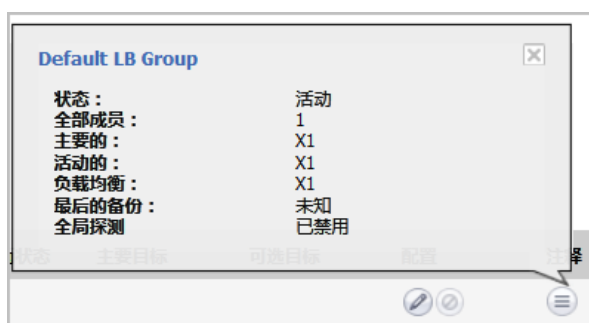 Default LB Group
状态： 活动
全部成员： 1
主要的： X1
活动的： X1
负载均衡： X1
最后的备份： 未知
全局探测 已禁用
状态 主要目标 可选目标 配置 注释